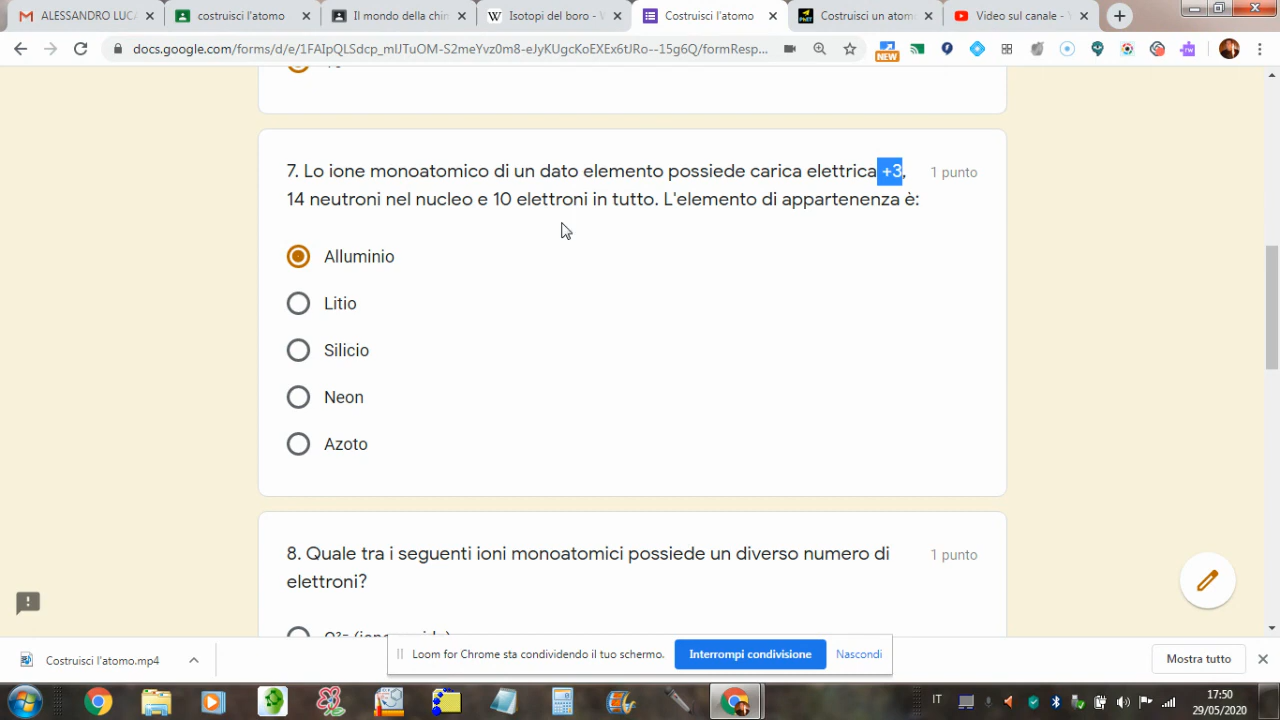 ALESSANDRO LUCA
costruisci l'atomo
Il mondo della chim
Isotopi del boro - W
Costruisci l'atomo
Costruisci un atomo
Video sul canale -
docs.google.com/forms/d/e/1FAIpQLSdcp_mIJTuOM-S2meYvz0m8-eJyKUgcKoEXEx6tJRo--15g6Q/formResp...
NEW
7. Lo ione monoatomico di un dato elemento possiede carica elettrica +3,
14 neutroni nel nucleo e 10 elettroni in tutto. L'elemento di appartenenza è:
1 punto
Alluminio
Litio
Silicio
Neon
Azoto
8. Quale tra i seguenti ioni monoatomici possiede un diverso numero di
elettroni?
1 punto
Loom for Chrome sta condividendo il tuo schermo.
Interrompi condivisione
Nascondi
Costruisci l'atomo.mp4
Mostra tutto
IT
17:50
29/05/2020